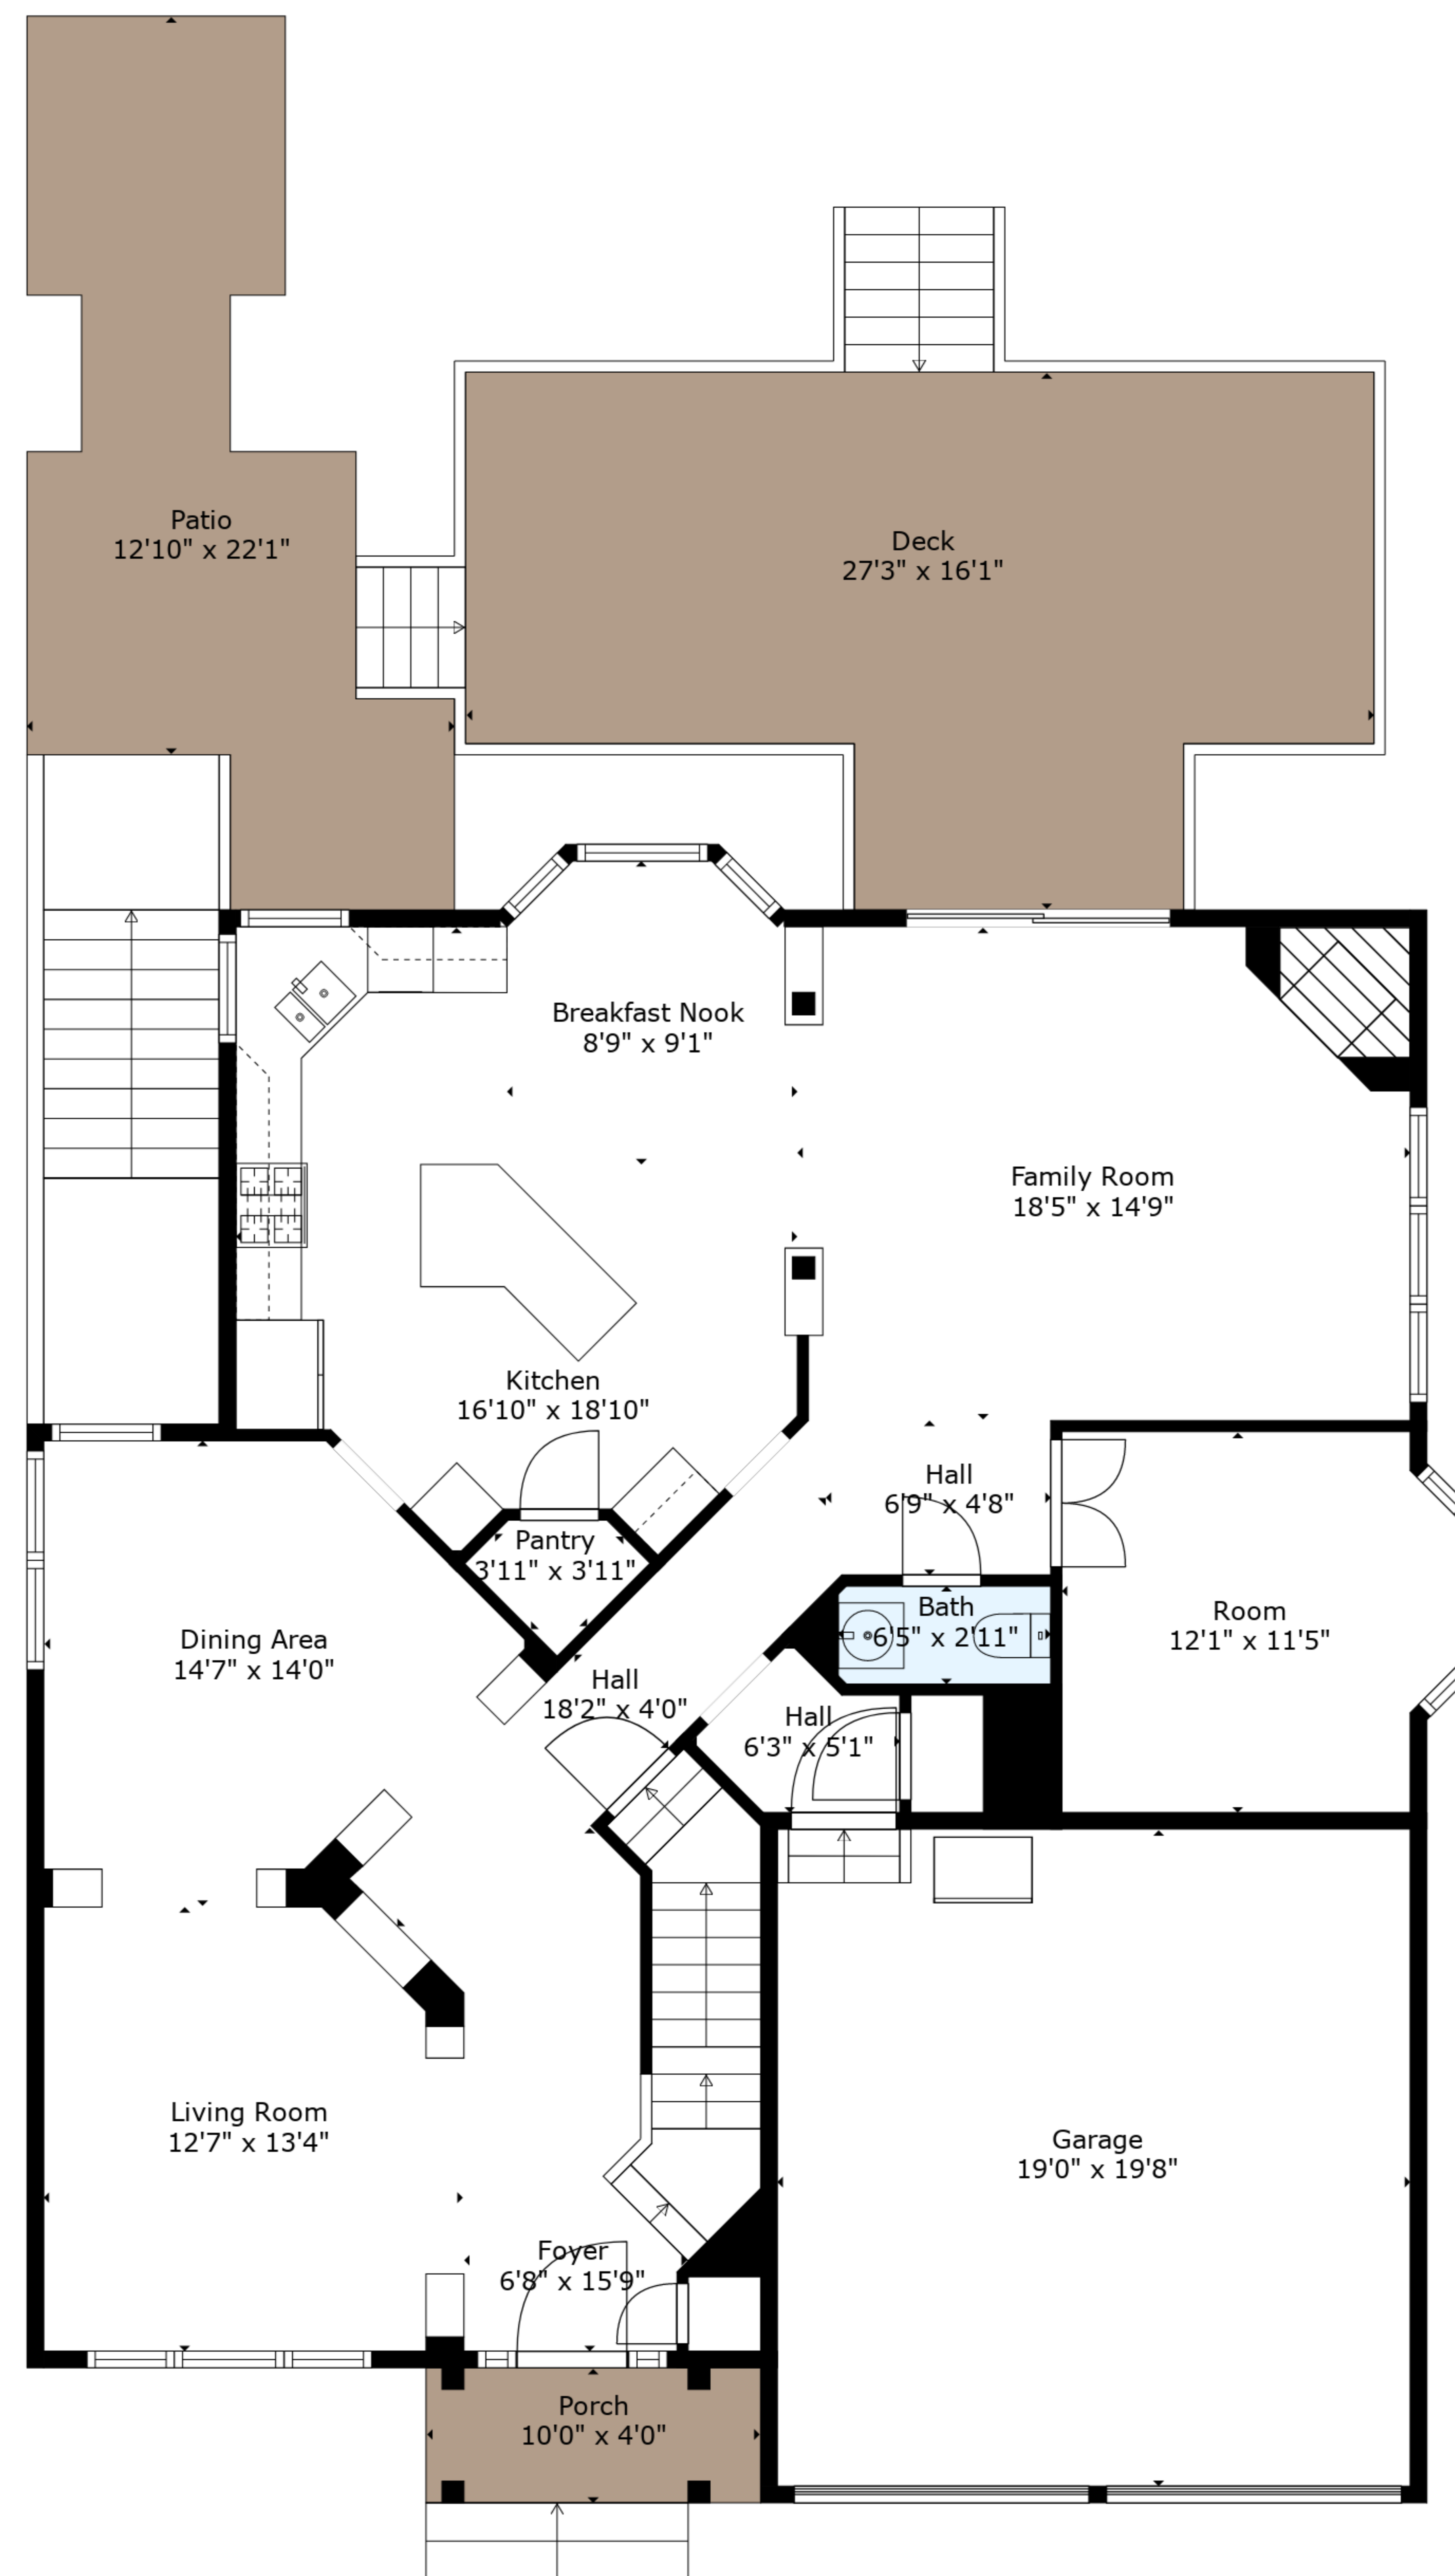 Patio
12'10" x 22'1"
Deck
27'3" x 16'1"
Breakfast Nook
8'9" x 9'1"
Family Room
18'5" x 14'9"
Kitchen
16'10" x 18'10"
Hall
6'9" x 4'8"
Pantry
3'11" x 3'11"
Bath
6'5" x 2'11"
Room
12'1" x 11'5"
Dining Area
14'7" x 14'0"
Hall
18'2" x 4'0"
Hall
6'3" x 5'1"
Living Room
12'7" x 13'4"
Garage
19'0" x 19'8"
Foyer
6'8" x 15'9"
Porch
10'0" x 4'0"